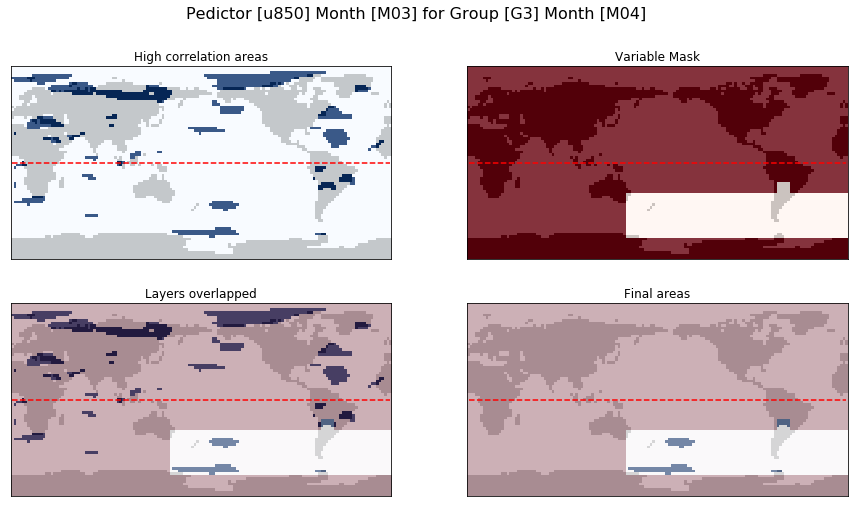 Pedictor [u850] Month [M03] for Group [G3] Month [M04]
High correlation areas
Variable Mask
Layers overlapped
Final areas